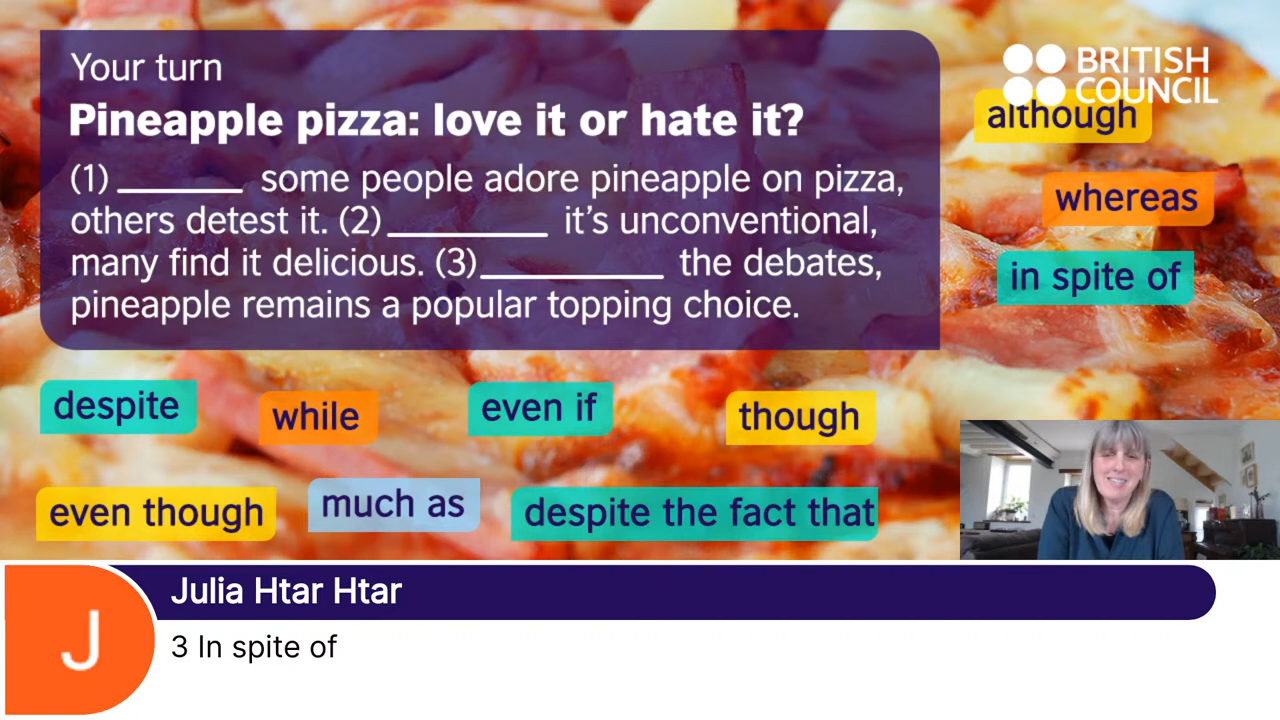 Your turn
Pineapple pizza: love it or hate it?
(1) ______ some people adore pineapple on pizza,
others detest it. (2) ________ it’s unconventional,
many find it delicious. (3) _________ the debates,
pineapple remains a popular topping choice.
BRITISH
COUNCIL
although
whereas
in spite of
despite
while
even if
though
even though
much as
despite the fact that
J
Julia Htar Htar
3 In spite of